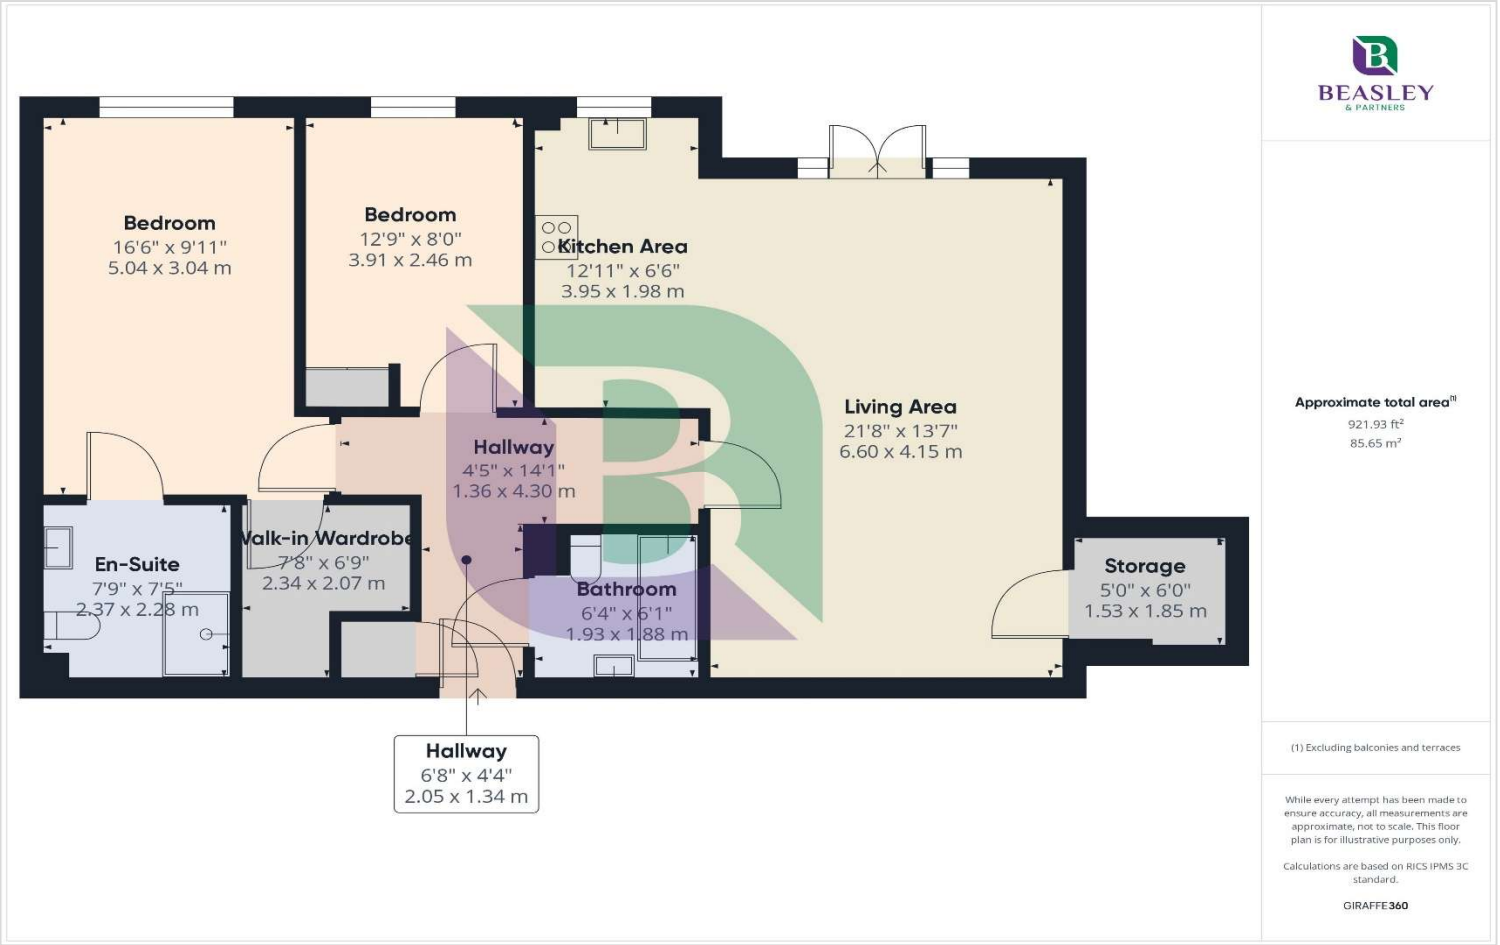 Bedroom
16'6" x 9'11"
5.04 x 3.04 m
Bedroom
12'9" x 8'0"
3.91 x 2.46 m
Kitchen Area
12'11" x 6'6"
3.95 x 1.98 m
Living Area
21'8" x 13'7"
6.60 x 4.15 m
Hallway
4'5" x 14'1"
1.36 x 4.30 m
En-Suite
7'9" x 7'5"
2.37 x 2.28 m
Walk-in Wardrobe
7'8" x 6'9"
2.34 x 2.07 m
Bathroom
6'4" x 6'1"
1.93 x 1.88 m
Storage
5'0" x 6'0"
1.53 x 1.85 m
Hallway
6'8" x 4'4"
2.05 x 1.34 m
BEASLEY
& PARTNERS
Approximate total area(1)
921.93 ft²
85.65 m²
(1) Excluding balconies and terraces
While every attempt has been made to
ensure accuracy, all measurements are
approximate, not to scale. This floor
plan is for illustrative purposes only.
Calculations are based on RICS IPMS 3C
standard.
GIRAFFE360